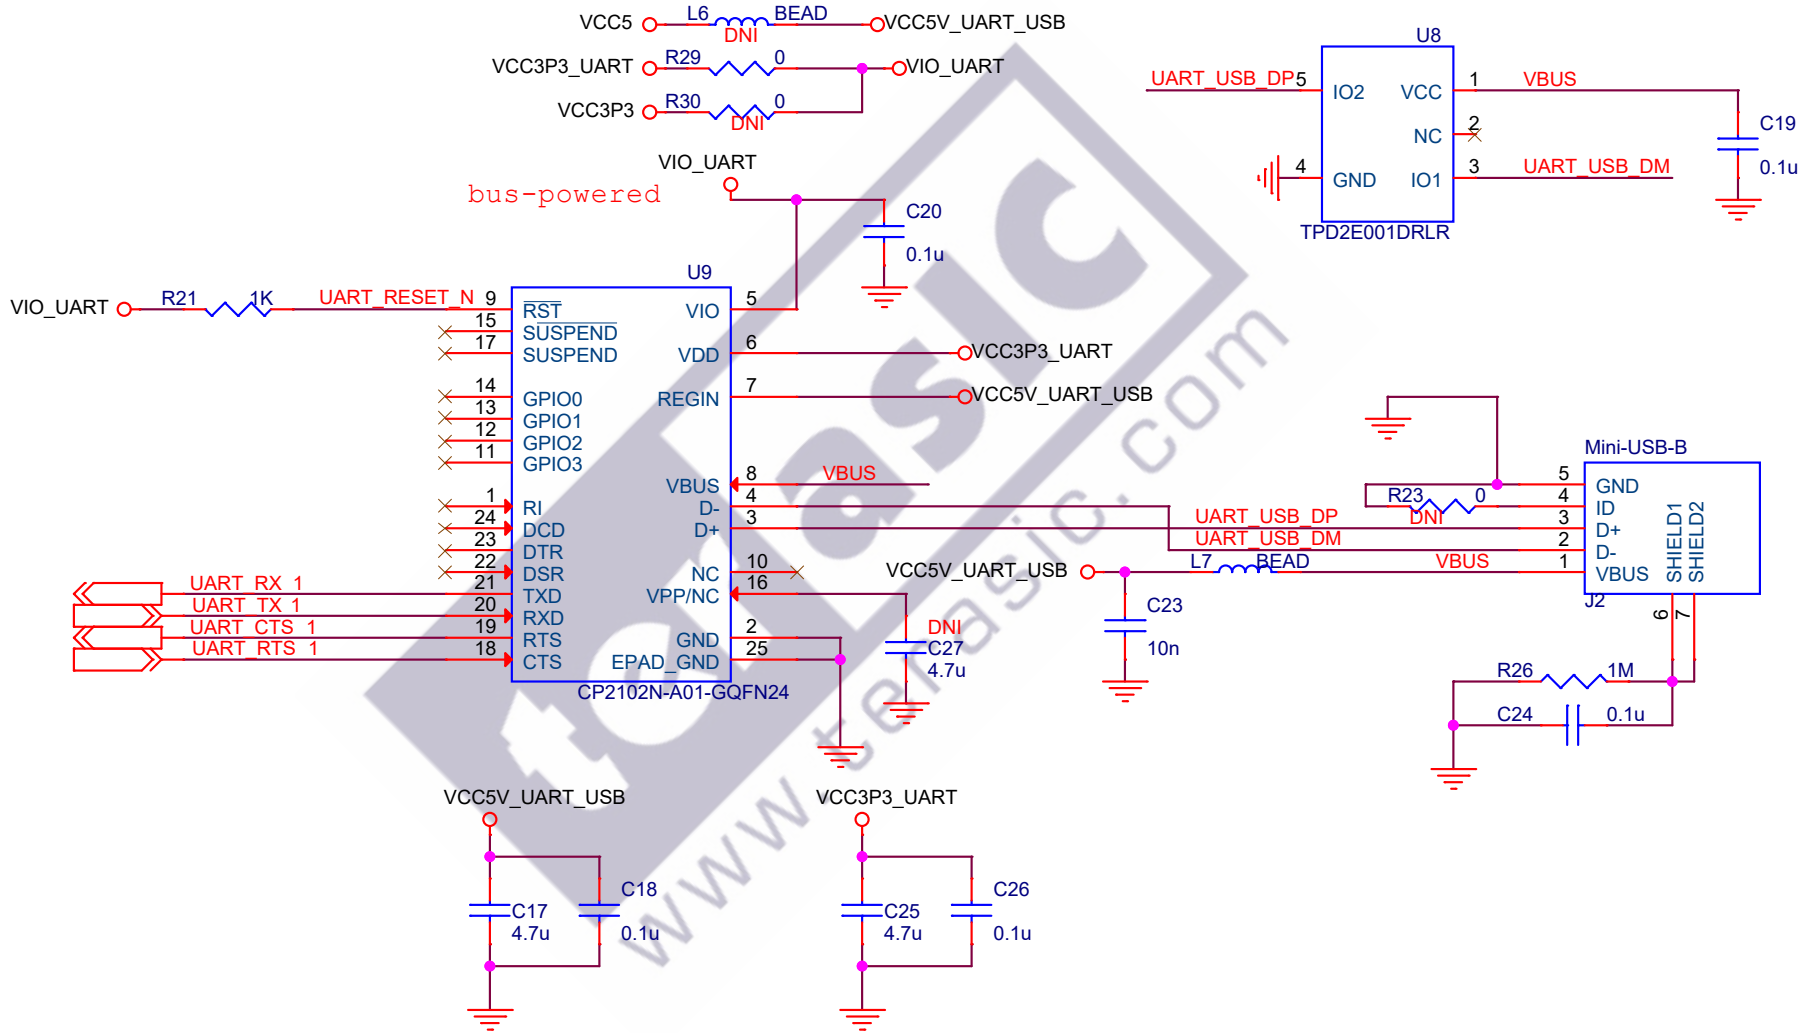 VCC5 L6 BEAD VCC5V_UART_USB
DNI
VCC3P3_UART R29 0 VIO_UART
VCC3P3 R30 0
DNI
U8
UART_USB_DP 5 IO2 VCC 1 VBUS
NC 2
4 GND IO1 3 UART_USB_DM
TPD2E001DRLR
C19
0.1u
VIO_UART
bus-powered
C20
0.1u
U9
VIO_UART R21 1K UART_RESET_N 9 RST VIO 5
15 SUSPEND
17 SUSPEND VDD 6 VCC3P3_UART
14 GPIO0 REGIN 7 VCC5V_UART_USB
13 GPIO1
12 GPIO2
11 GPIO3
VBUS 8 VBUS
1 RI D- 4
24 DCD D+ 3 UART_USB_DP
23 DTR UART_USB_DM
22 DSR NC 10
UART_RX_1 21 TXD VPP/NC 16
UART_TX_1 20 RXD
UART_CTS_1 19 RTS GND 2
UART_RTS_1 18 CTS EPAD_GND 25
CP2102N-A01-GQFN24
DNI
C27
4.7u
Mini-USB-B
5 GND
R23 0 4 ID
DNI
3 D+
2 D-
VCC5V_UART_USB L7 BEAD VBUS 1 VBUS
SHIELD1
SHIELD2
J2
6
7
C23
10n
R26 1M
C24 0.1u
VCC5V_UART_USB
C17
4.7u
C18
0.1u
VCC3P3_UART
C25
4.7u
C26
0.1u
terasic
www.terasic.com